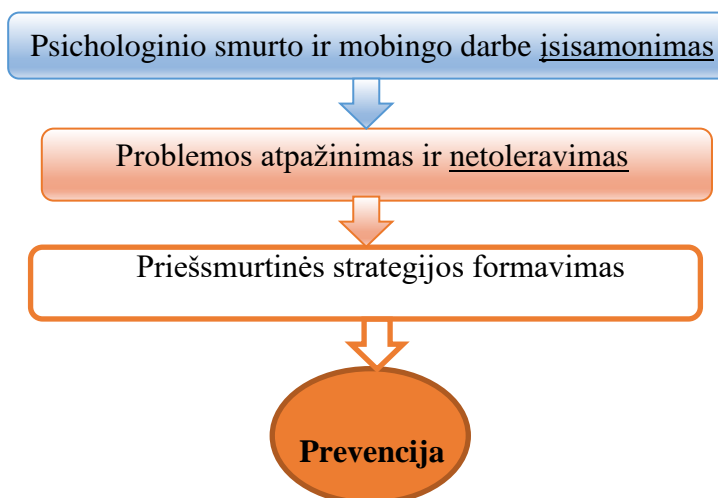 Psichologinio smurto ir mobingo darbe įsisamonimas
Problemos atpažinimas ir netoleravimas
Priešsmurtinės strategijos formavimas
Prevencija